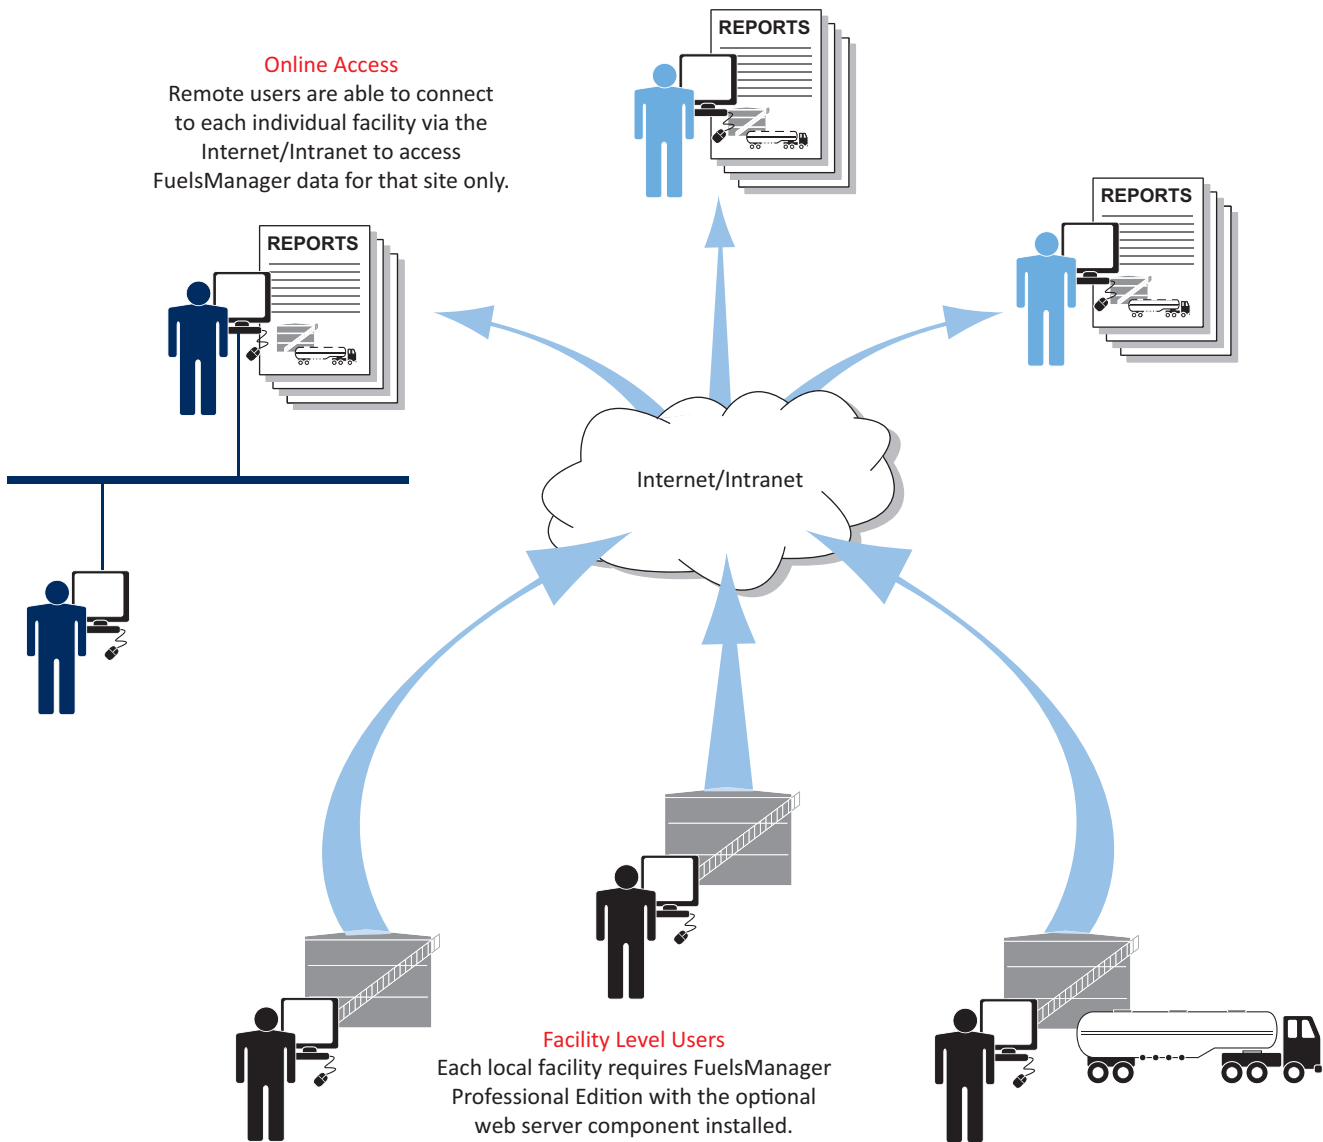 REPORTS
Online Access
Remote users are able to connect
to each individual facility via the
Internet/Intranet to access
FuelsManager data for that site only.
REPORTS
REPORTS
Internet/Intranet
Facility Level Users
Each local facility requires FuelsManager
Professional Edition with the optional
web server component installed.